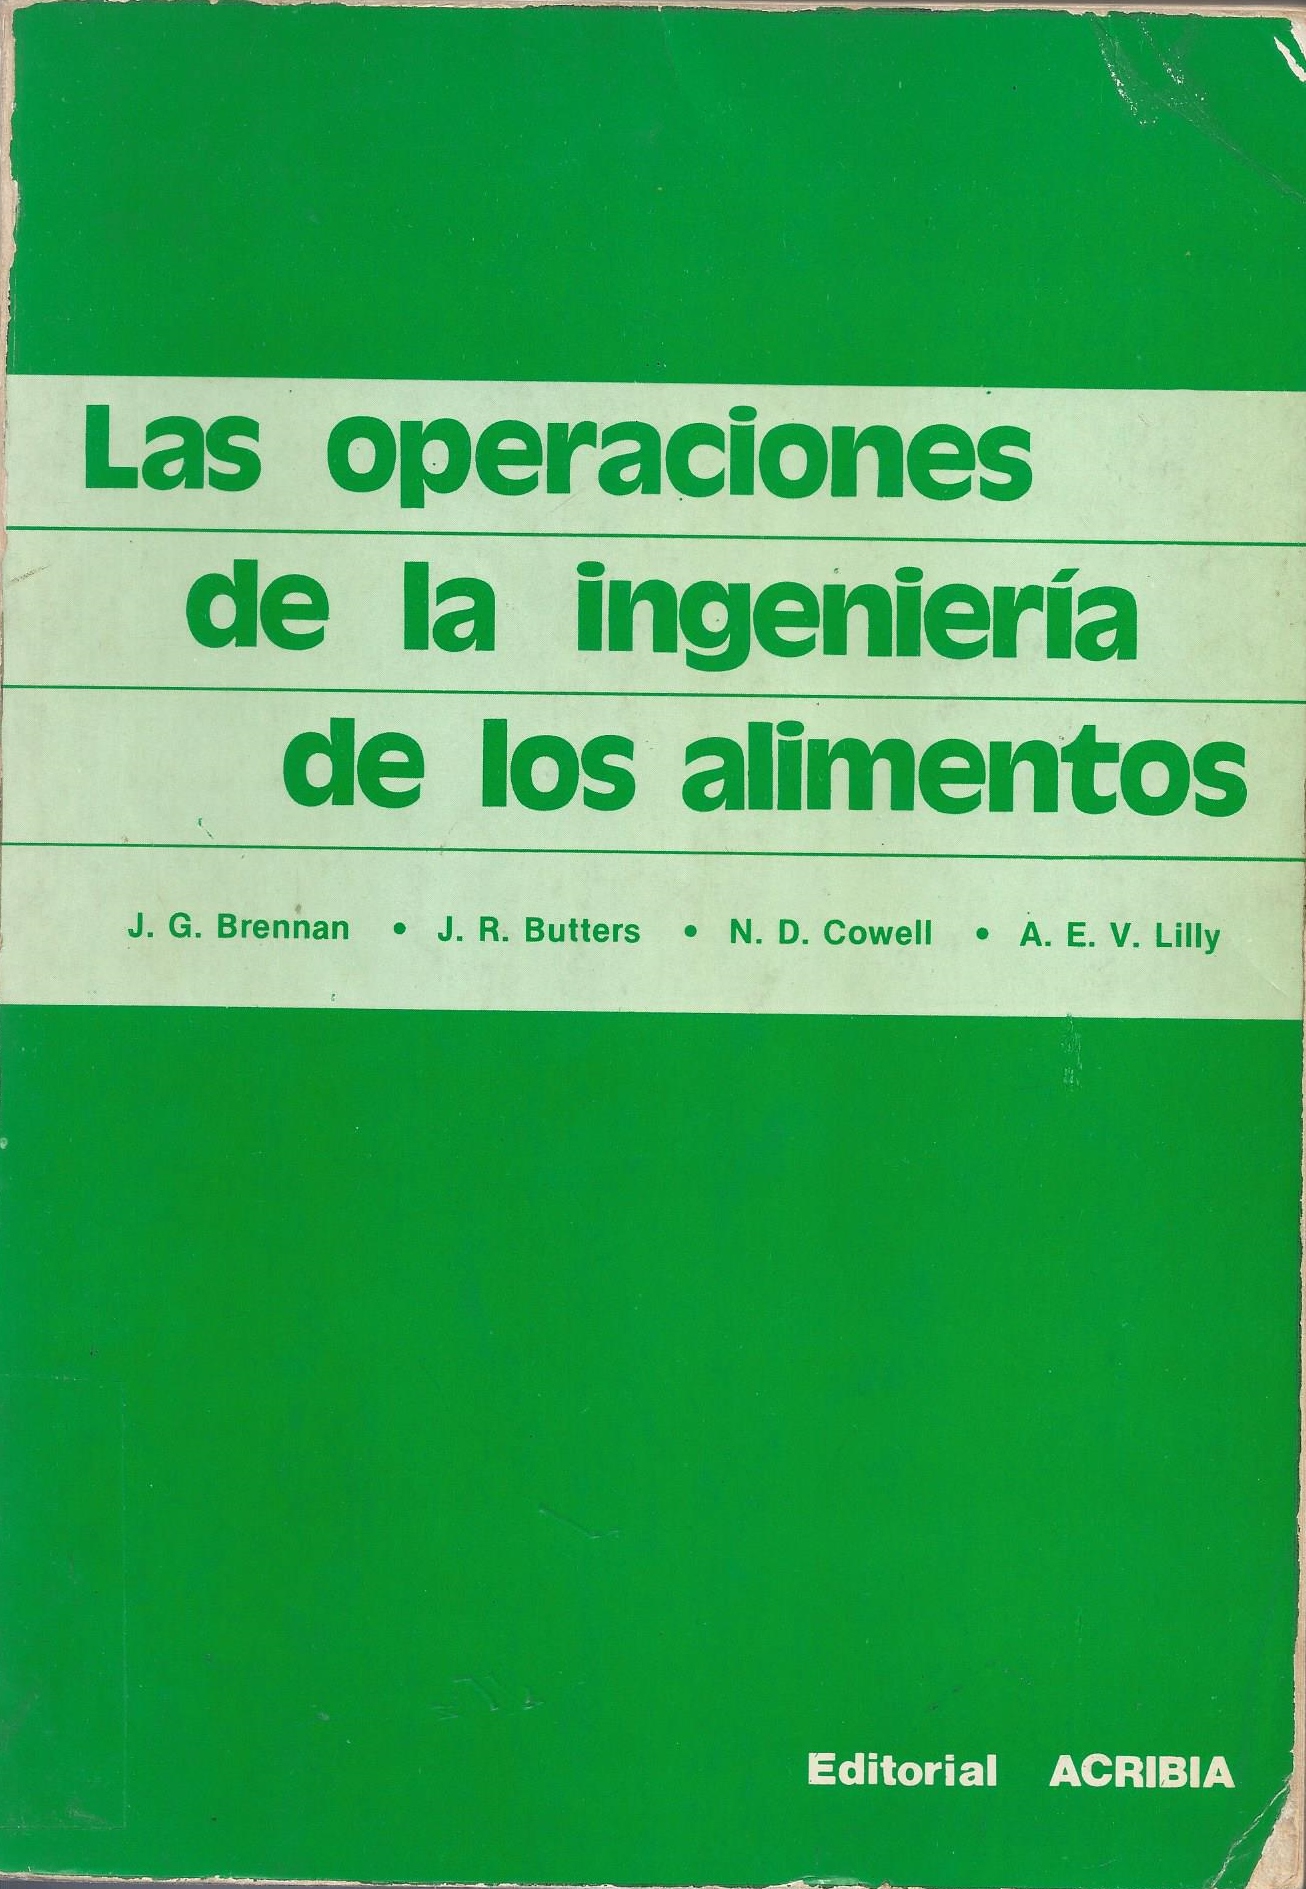 Las operaciones
de la ingeniería
de los alimentos
J. G. Brennan • J. R. Butters • N. D. Cowell • A. E. V. Lilly
Editorial ACRIBIA